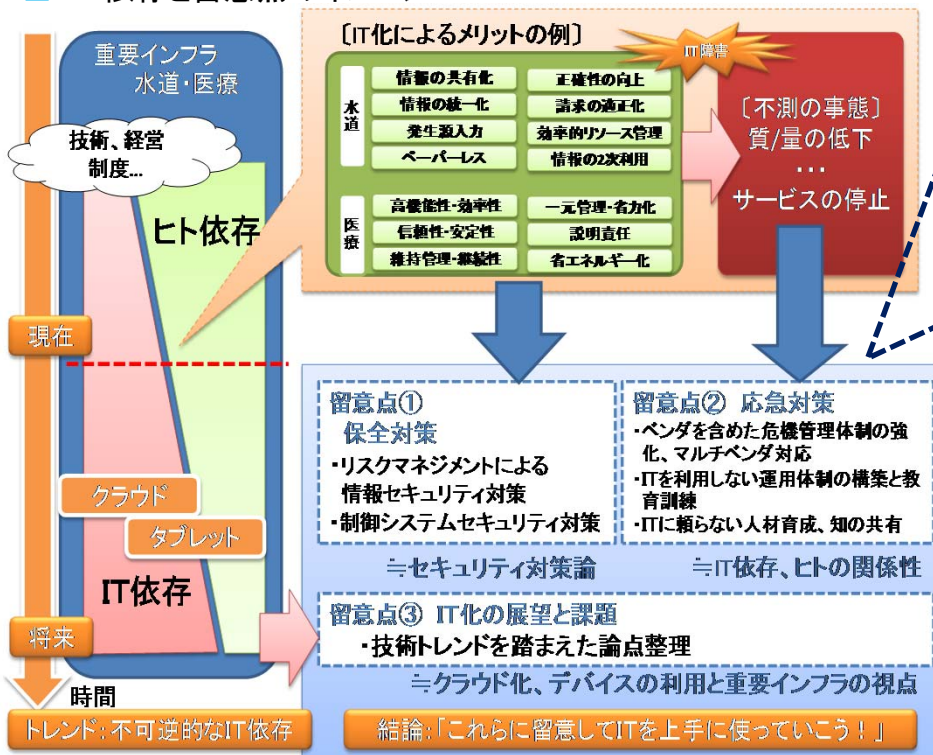 重要インフラ
水道・医療
技術、経営
制度...
ヒト依存
現在
クラウド
タブレット
IT依存
将来
時間
トレンド：不可逆的なIT依存
〔IT化によるメリットの例〕
水道
情報の共有化
情報の統一化
発生源入力
ペーパーレス
正確性の向上
請求の適正化
効率的リソース管理
情報の2次利用
医療
高機能性・効率性
信頼性・安定性
維持管理・継続性
一元管理・省力化
説明責任
省エネルギー化
IT障害
〔不測の事態〕
質/量の低下
・・・
サービスの停止
留意点①
保全対策
・リスクマネジメントによる
情報セキュリティ対策
・制御システムセキュリティ対策
≒セキュリティ対策論
留意点② 応急対策
・ベンダを含めた危機管理体制の強
化、マルチベンダ対応
・ITを利用しない運用体制の構築と教
育訓練
・ITに頼らない人材育成、知の共有
≒IT依存、ヒトの関係性
留意点③ IT化の展望と課題
・技術トレンドを踏まえた論点整理
≒クラウド化、デバイスの利用と重要インフラの視点
結論：「これらに留意してITを上手に使っていこう！」